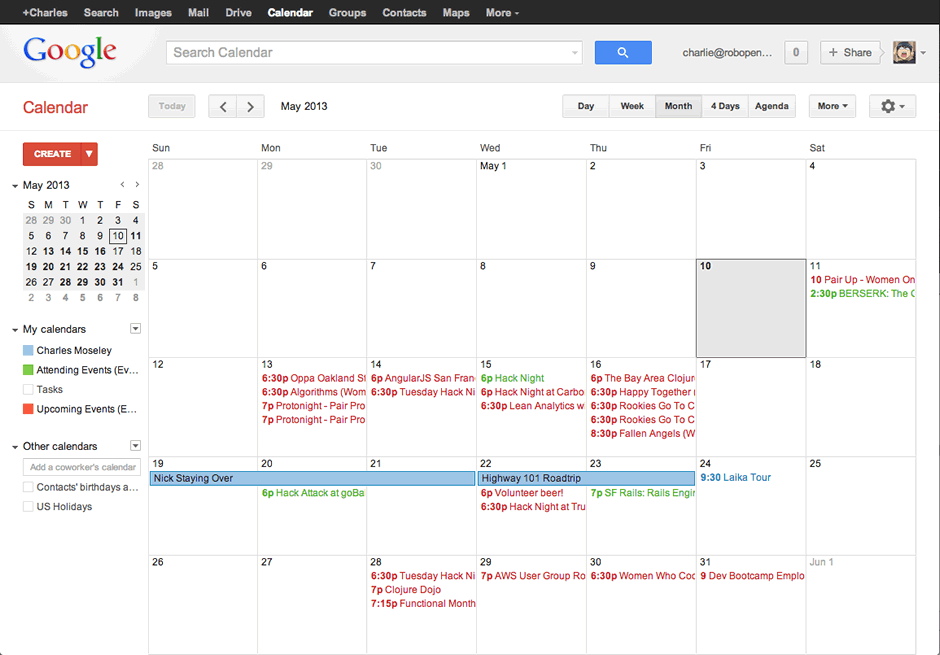 +Charles Search Images Mail Drive Calendar Groups Contacts Maps More
Google
Search Calendar
charlie@robopen...
0
+ Share
Calendar
Today
May 2013
Day Week Month 4 Days Agenda
More
CREATE
May 2013
S M T W T F S
28 29 30 1 2 3 4
5 6 7 8 9 10 11
12 13 14 15 16 17 18
19 20 21 22 23 24 25
26 27 28 29 30 31 1
2 3 4 5 6 7 8
My calendars
Charles Moseley
Attending Events (Ev...
Tasks
Upcoming Events (E...
Other calendars
Add a coworker's calendar
Contacts' birthdays a...
US Holidays
Sun Mon Tue Wed Thu Fri Sat
28 29 30 May 1 2 3 4
5 6 7 8 9 10 11
10 Pair Up - Women On
2:30p BERSERK: The
12 13 14 15 16 17 18
6:30p Oppa Oakland
6:30p Algorithms (Wom
7p Protonight - Pair Pro
7p Protonight - Pair Pro
6p AngularJS San Fran
6:30p Tuesday Hack Ni
6p Hack Night
6p Hack Night at Carbo
6:30p Lean Analytics w
6p The Bay Area Clojur
6:30p Happy Together
6:30p Rookies Go To C
6:30p Rookies Go To C
8:30p Fallen Angels (W
19 20 21 22 23 24 25
Nick Staying Over
Highway 101 Roadtrip
6p Hack Attack at goBa
6p Volunteer beer!
6:30p Hack Night at Tru
7p SF Rails: Rails Engin
9:30 Laika Tour
26 27 28 29 30 31 Jun 1
6:30p Tuesday Hack Ni
7p Clojure Dojo
7:15p Functional Month
7p AWS User Group Ro
6:30p Women Who Coo
9 Dev Bootcamp Emplo